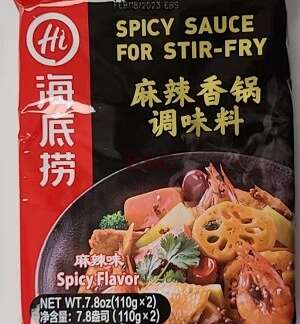 SPICY SAUCE
FOR STIR-FRY
Hi
海底捞
麻辣香锅
调味料
麻辣味
Spicy Flavor
NET WT.7.8oz(110g×2)
净含量：7.8盎司（110g×2）